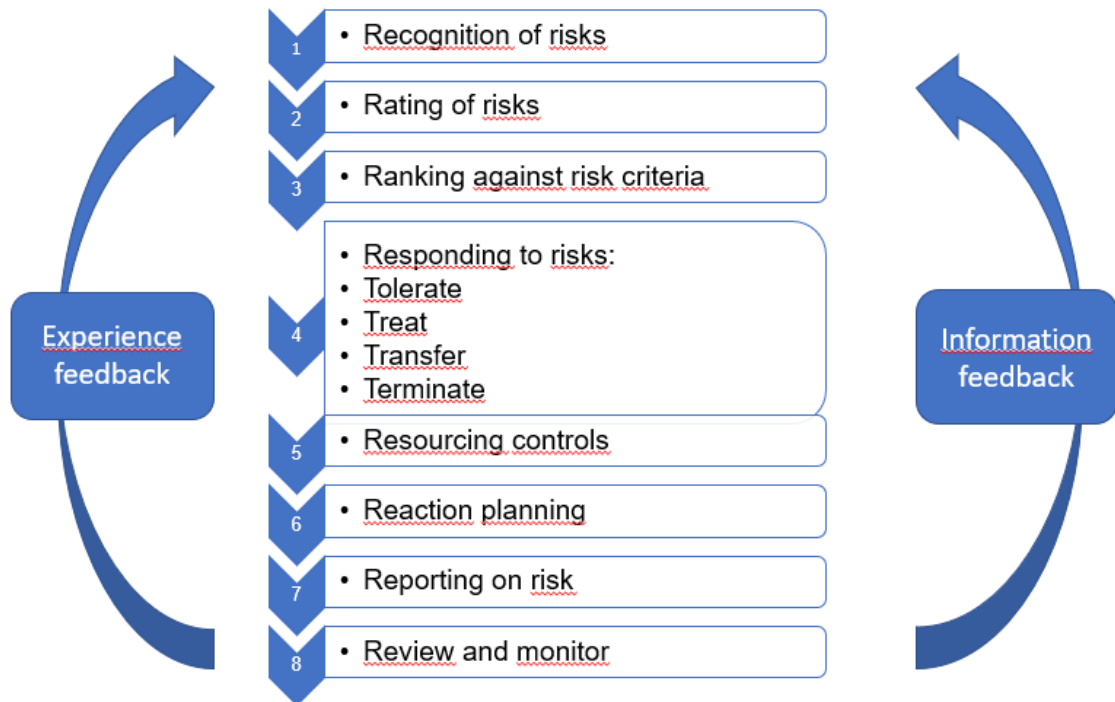 1
• Recognition of risks
2
• Rating of risks
3
• Ranking against risk criteria
4
• Responding to risks:
• Tolerate
• Treat
• Transfer
• Terminate
5
• Resourcing controls
6
• Reaction planning
7
• Reporting on risk
8
• Review and monitor
Experience
feedback
Information
feedback